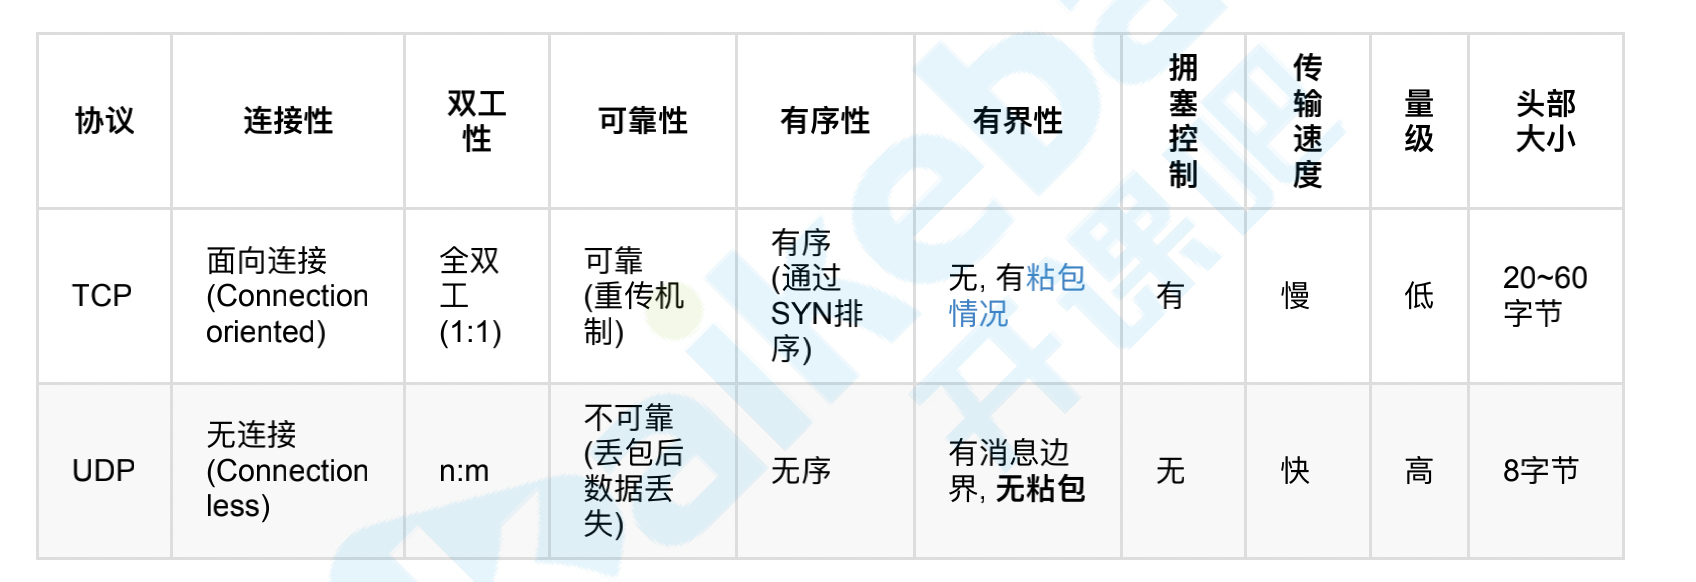 协议
连接性
双工
性
可靠性
有序性
有界性
拥
塞
控
制
传
输
速
度
量
级
头部
大小
TCP
面向连接
(Connection
oriented)
全双
工
(1:1)
可靠
(重传机
制)
有序
(通过
SYN排
序)
无, 有粘包
情况
有
慢
低
20~60
字节
UDP
无连接
(Connection
less)
n:m
不可靠
(丢包后
数据丢
失)
无序
有消息边
界, 无粘包
无
快
高
8字节
kaikeba
开课吧